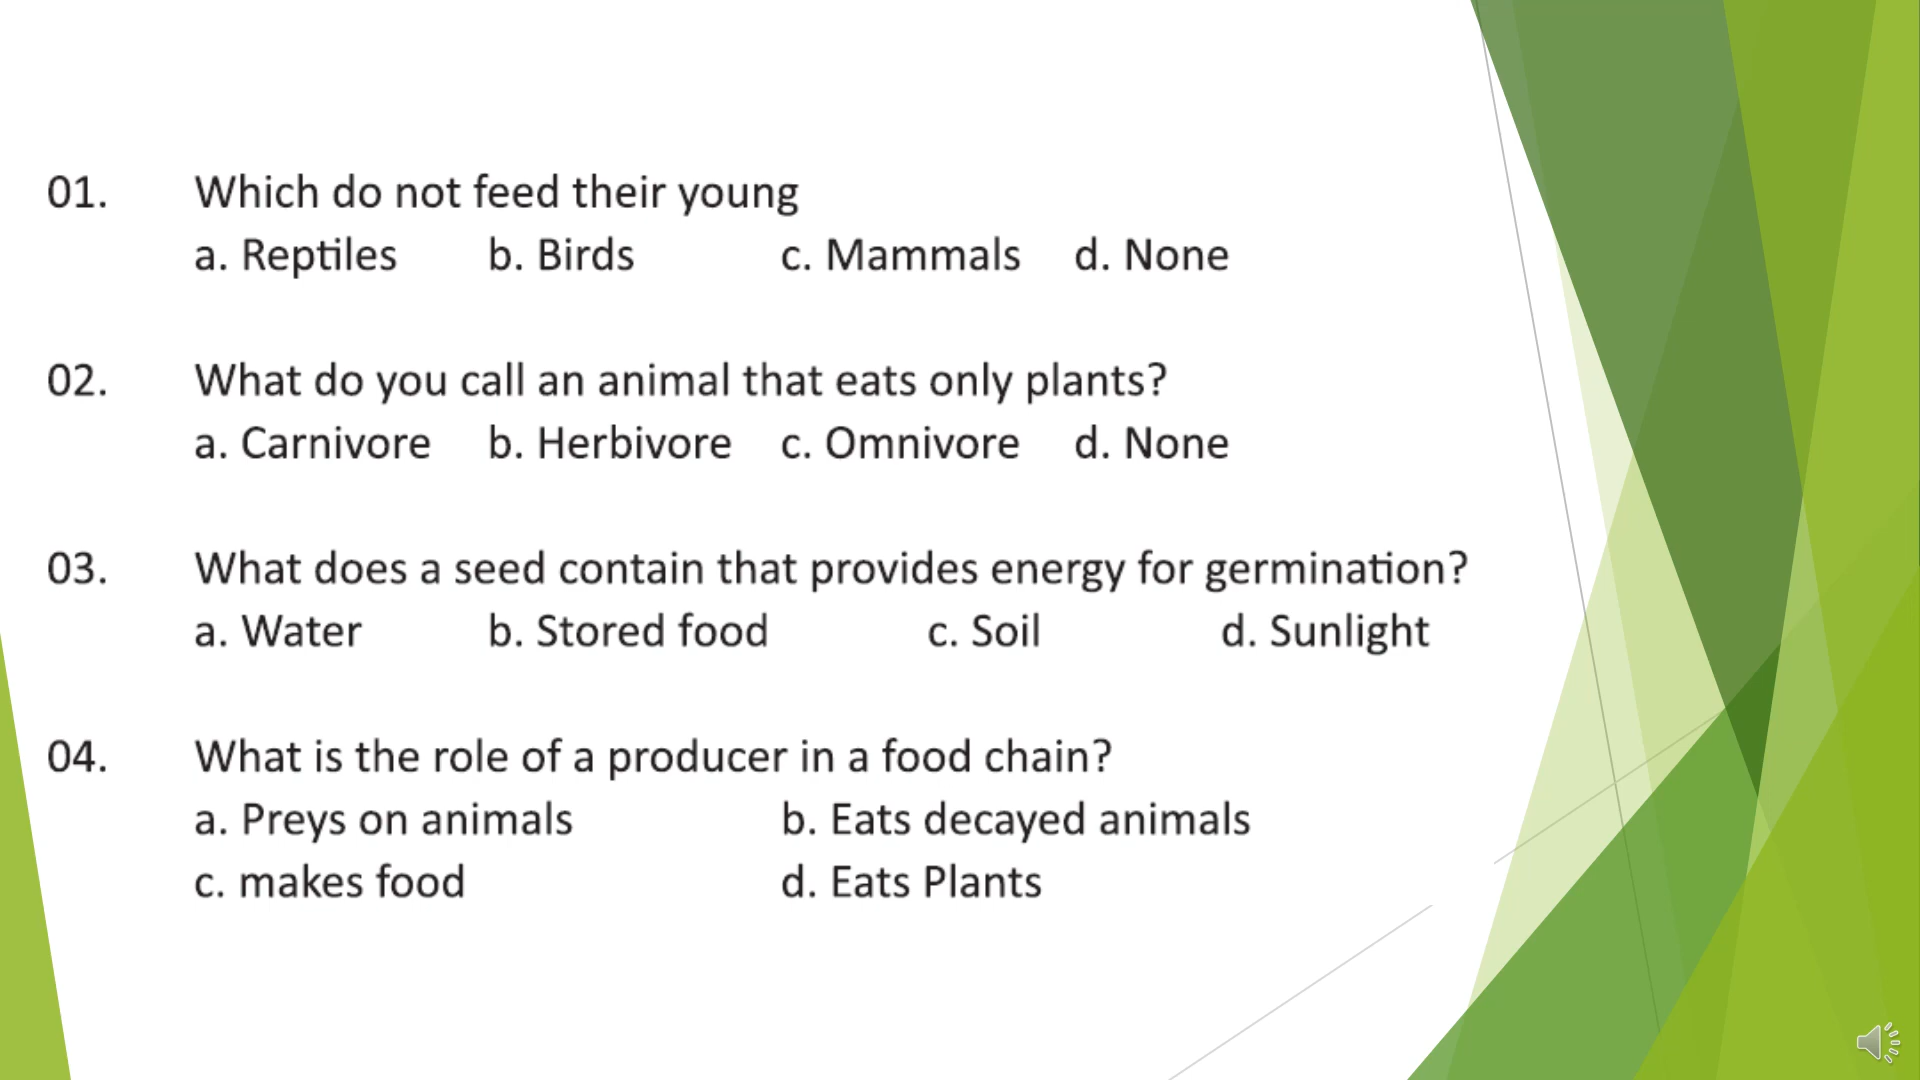 01. Which do not feed their young
a. Reptiles b. Birds c. Mammals d. None
02. What do you call an animal that eats only plants?
a. Carnivore b. Herbivore c. Omnivore d. None
03. What does a seed contain that provides energy for germination?
a. Water b. Stored food c. Soil d. Sunlight
04. What is the role of a producer in a food chain?
a. Preys on animals b. Eats decayed animals
c. makes food d. Eats Plants